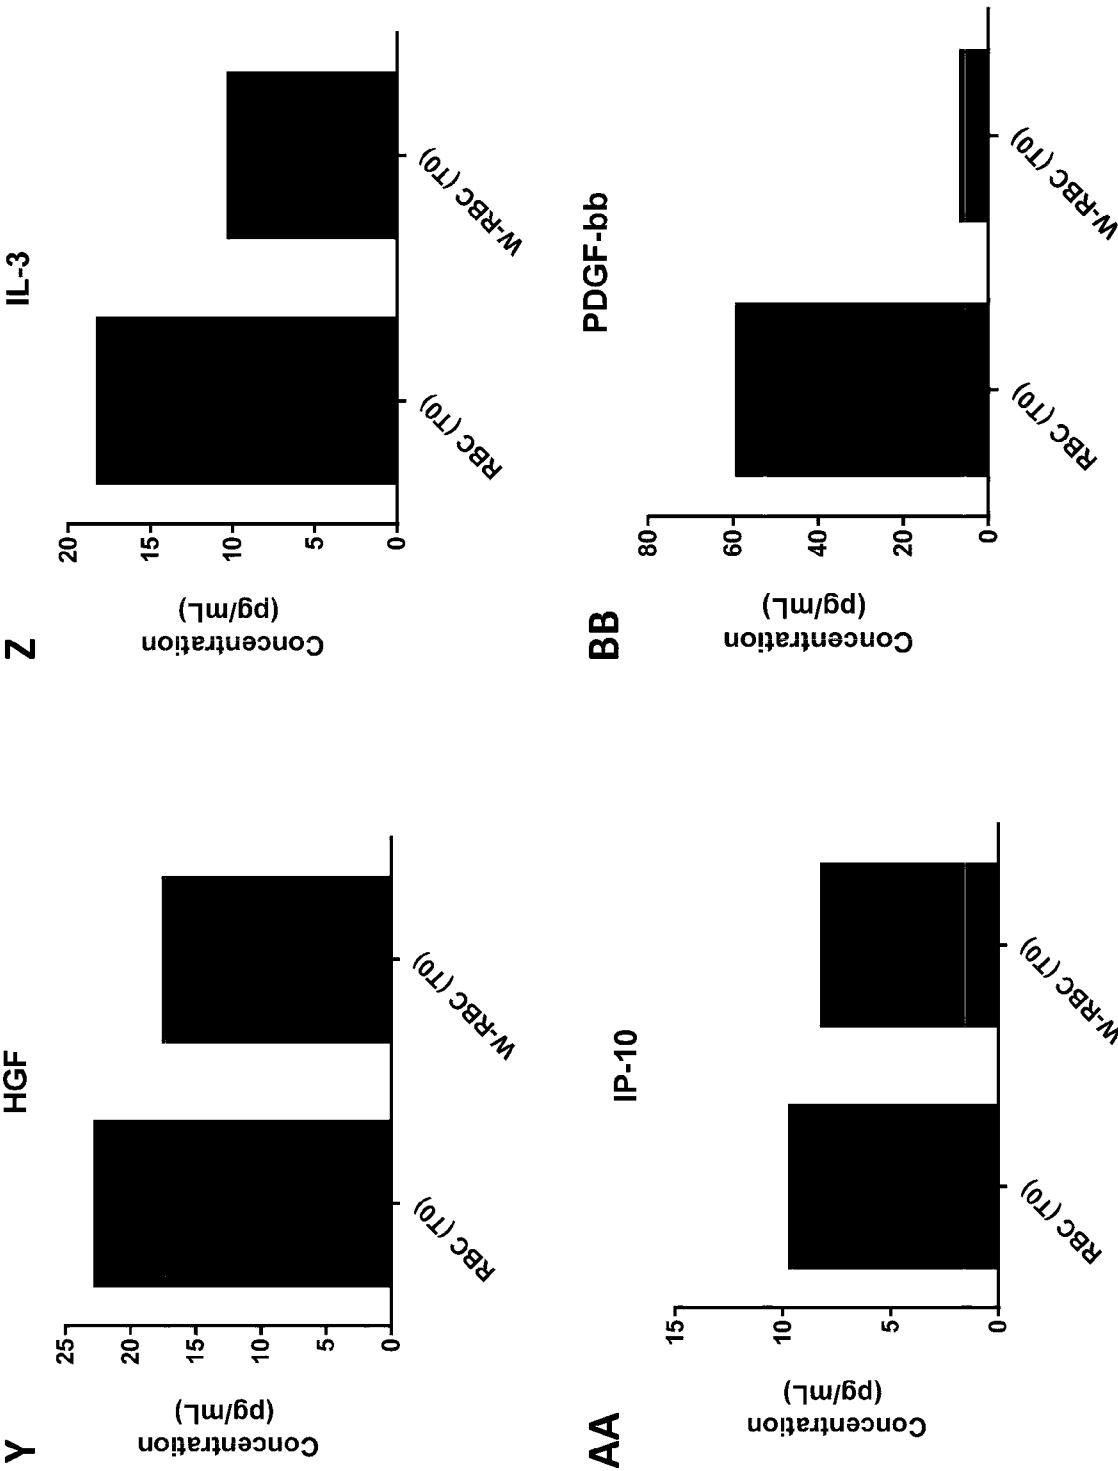 Y
HGF
Concentration
(pg/mL)
25
20
15
10
5
0
RBC (T0)
W-RBC (T0)
Z
IL-3
Concentration
(pg/mL)
20
15
10
5
0
RBC (T0)
W-RBC (T0)
AA
IP-10
Concentration
(pg/mL)
15
10
5
0
RBC (T0)
W-RBC (T0)
BB
PDGF-bb
Concentration
(pg/mL)
80
60
40
20
0
RBC (T0)
W-RBC (T0)